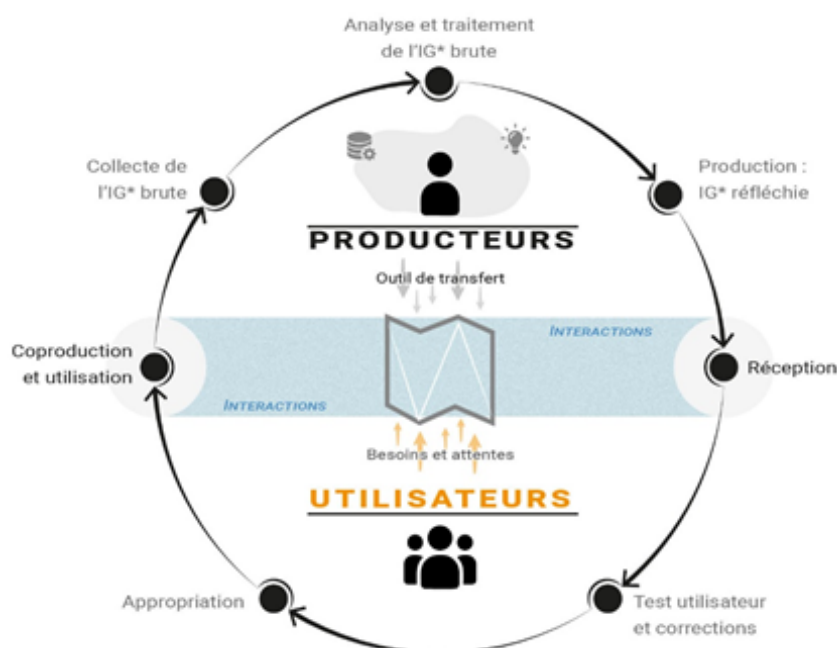 Analyse et traitement
de l'IG* brute
Collecte de
l'IG* brute
Production :
IG* réfléchie
PRODUCTEURS
Outil de transfert
INTERACTIONS
Coproduction
et utilisation
Réception
INTERACTIONS
Besoins et attentes
UTILISATEURS
Appropriation
Test utilisateur
et corrections